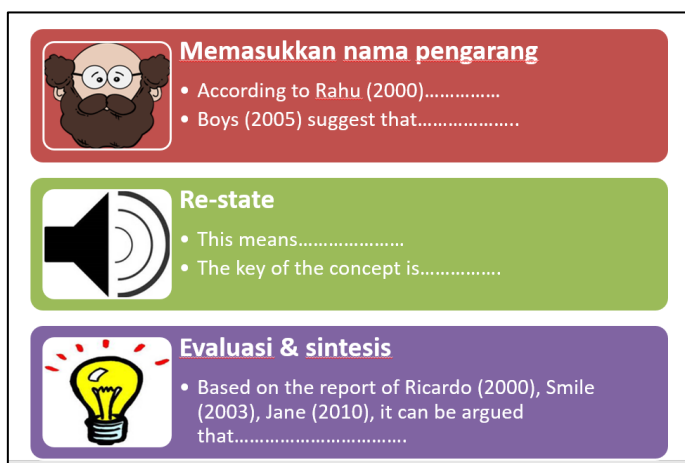 Memasukkan nama pengarang
• According to Rahu (2000)……………
• Boys (2005) suggest that………………..
Re-state
• This means…………………
• The key of the concept is…………….
Evaluasi & sintesis
• Based on the report of Ricardo (2000), Smile
(2003), Jane (2010), it can be argued
that…………………………….